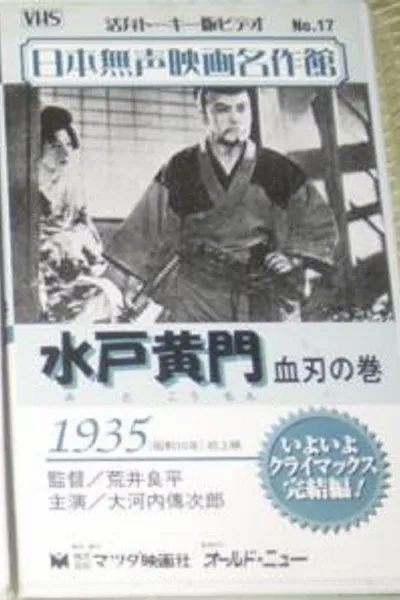 VHS 活弁トーキー版ビデオ No.17
日本無声映画名作館
水戸黄門 血刃の巻
みとこうもん
1935 (昭和10年) 初上映
監督/荒井良平
主演/大河内傳次郎
いよいよ
クライマックス
完結編!
マツダ映画社 オールド・ニュー